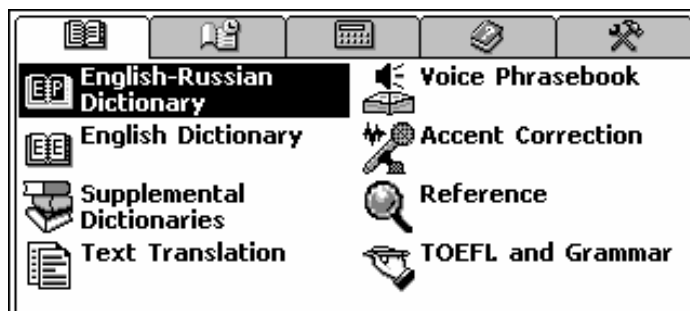 English-Russian
Dictionary
English Dictionary
Supplemental
Dictionaries
Text Translation
Voice Phrasebook
Accent Correction
Reference
TOEFL and Grammar